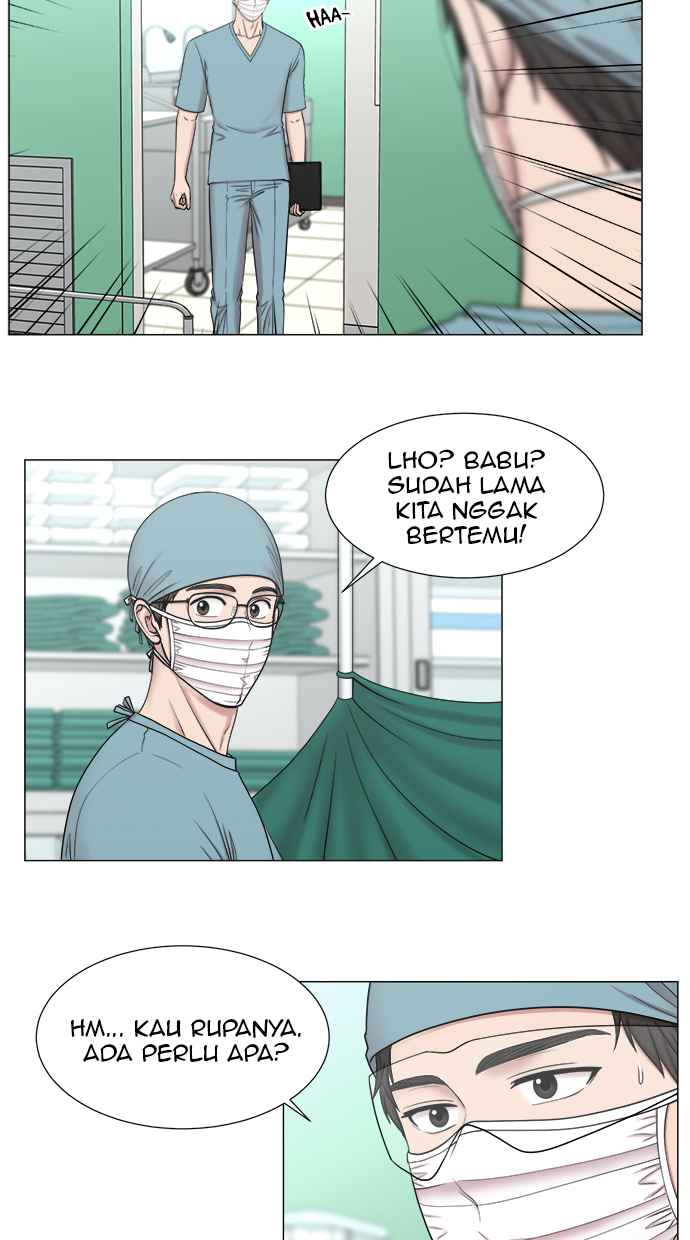 HAA-
LHO? BABU?
SUDAH LAMA
KITA NGGAK
BERTEMU!
HM... KAU RUPANYA.
ADA PERLU APA?